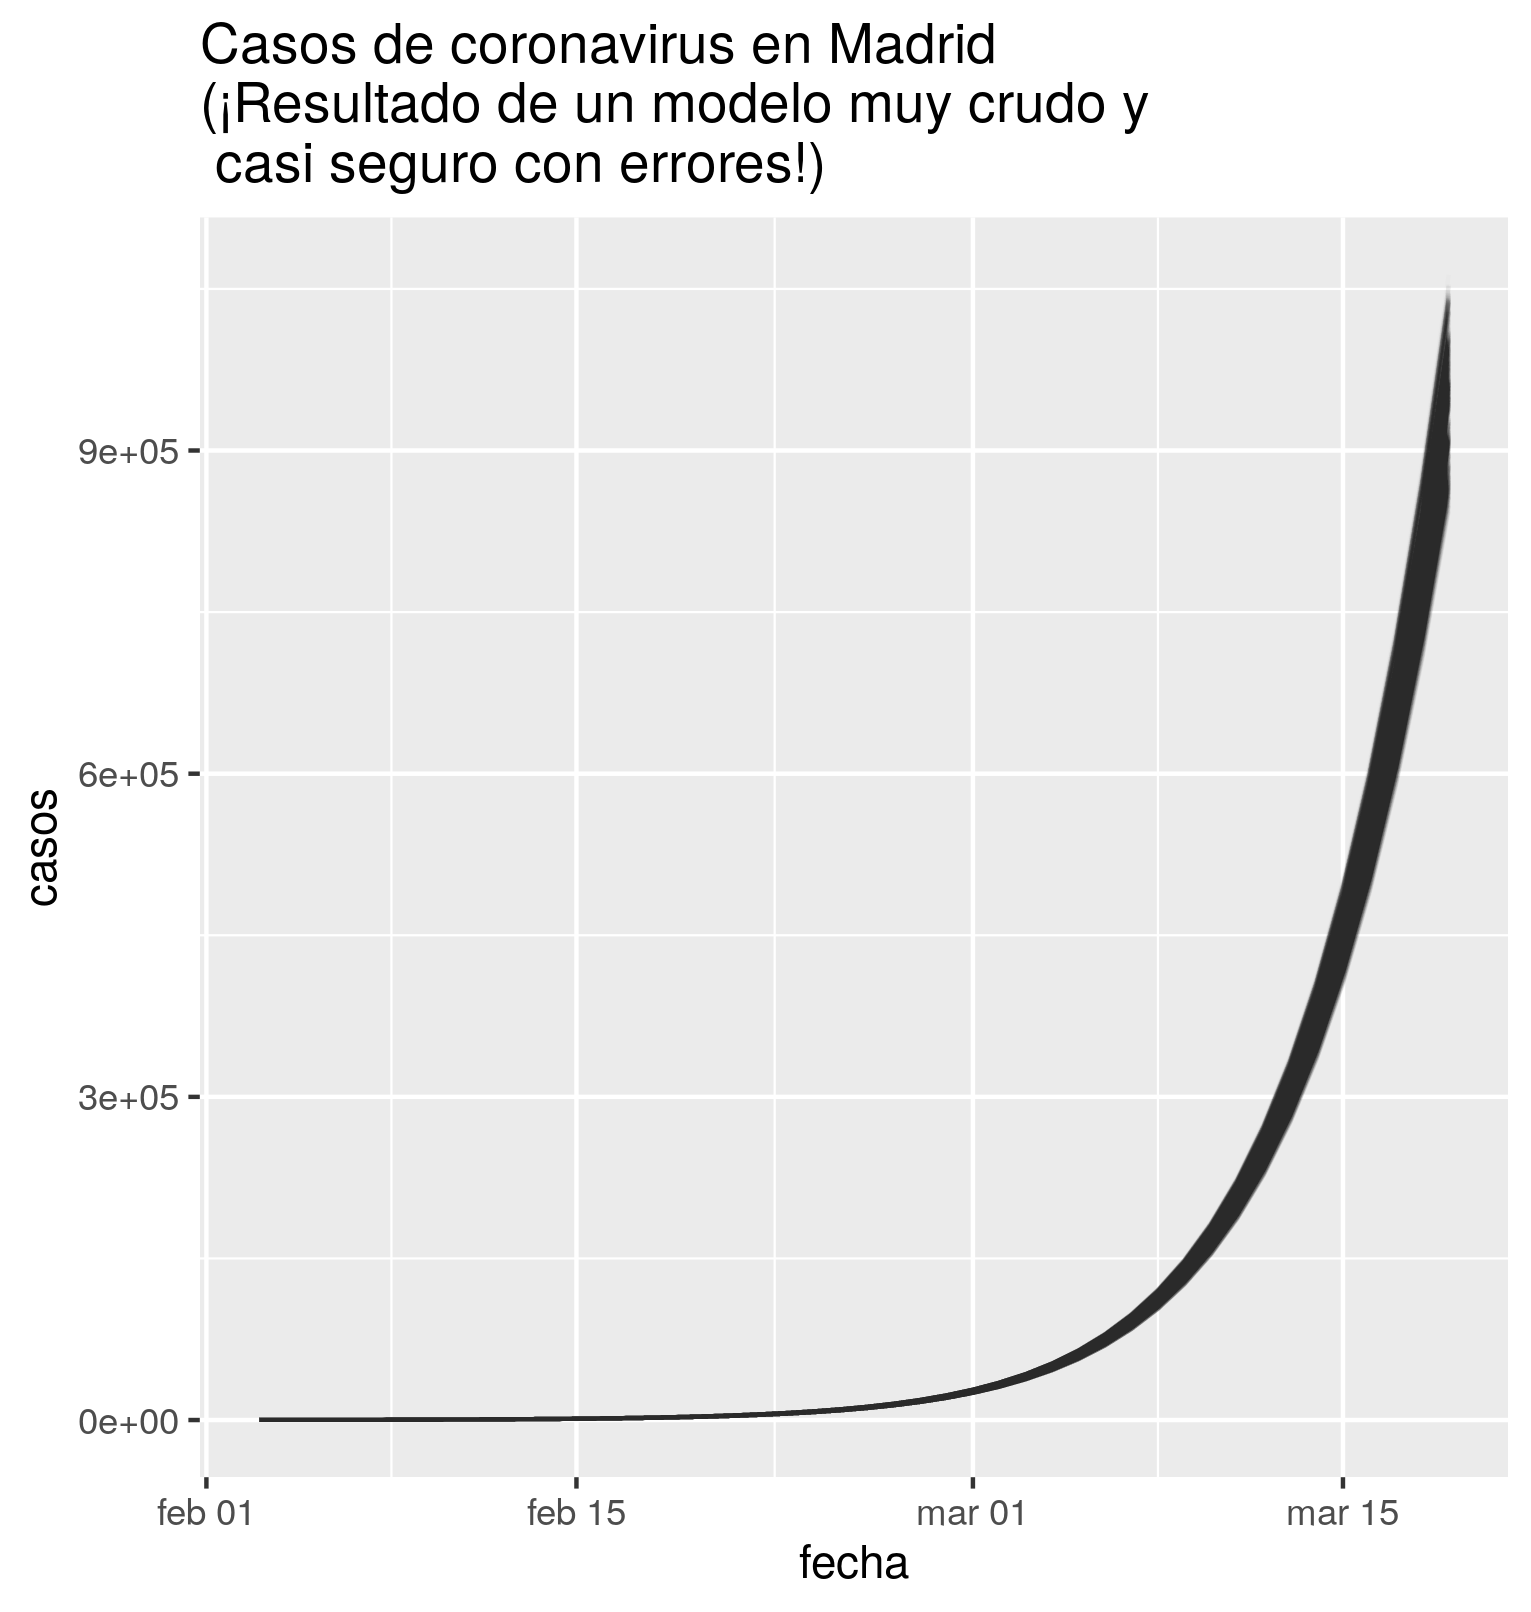 Casos de coronavirus en Madrid
(¡Resultado de un modelo muy crudo y
casi seguro con errores!)
9e+05
6e+05
casos
3e+05
0e+00
feb 01
feb 15
mar 01
mar 15
fecha